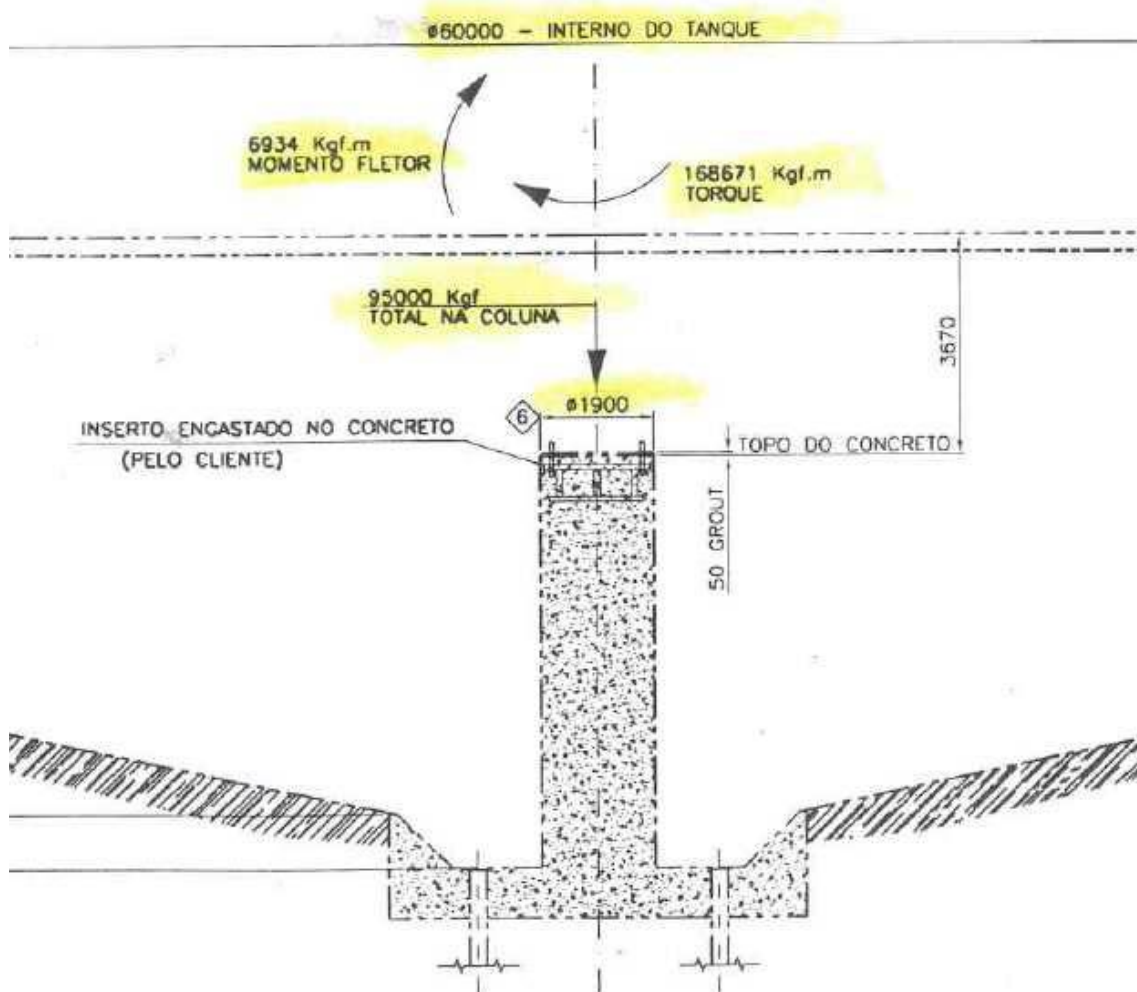 ø60000 - INTERNO DO TANQUE
6934 Kgf.m
MOMENTO FLETOR
168671 Kgf.m
TORQUE
95000 Kgf
TOTAL NA COLUNA
3670
6
ø1900
INSERTO ENGASTADO NO CONCRETO
(PELO CLIENTE)
TOPO DO CONCRETO
50 GROUT